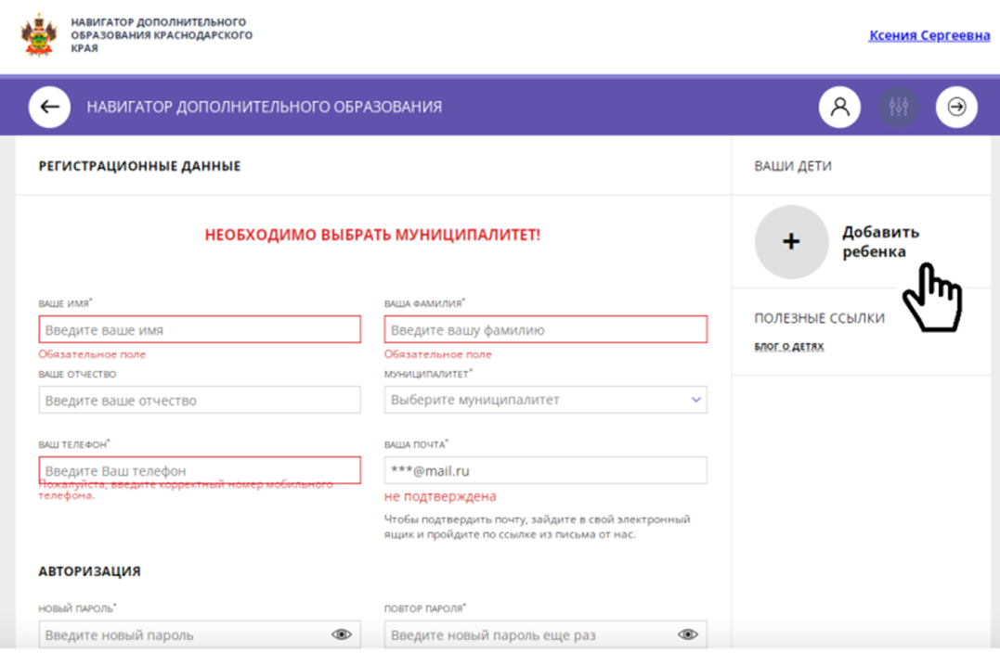 НАВИГАТОР ДОПОЛНИТЕЛЬНОГО
ОБРАЗОВАНИЯ КРАСНОДАРСКОГО
КРАЯ
Ксения Сергеевна
НАВИГАТОР ДОПОЛНИТЕЛЬНОГО ОБРАЗОВАНИЯ
РЕГИСТРАЦИОННЫЕ ДАННЫЕ
НЕОБХОДИМО ВЫБРАТЬ МУНИЦИПАЛИТЕТ!
ВАШЕ ИМЯ*
Введите ваше имя
Обязательное поле
ВАША ФАМИЛИЯ*
Введите вашу фамилию
Обязательное поле
ВАШЕ ОТЧЕСТВО
Введите ваше отчество
МУНИЦИПАЛИТЕТ*
Выберите муниципалитет
ВАШ ТЕЛЕФОН*
Введите Ваш телефон
Пожалуйста, введите корректный номер мобильного
телефона.
ВАША ПОЧТА*
***@mail.ru
не подтверждена
Чтобы подтвердить почту, зайдите в свой электронный
ящик и пройдите по ссылке из письма от нас.
АВТОРИЗАЦИЯ
НОВЫЙ ПАРОЛЬ*
Введите новый пароль
ПОВТОР ПАРОЛЯ*
Введите новый пароль еще раз
ВАШИ ДЕТИ
+
Добавить
ребенка
ПОЛЕЗНЫЕ ССЫЛКИ
БЛОГ О ДЕТЯХ